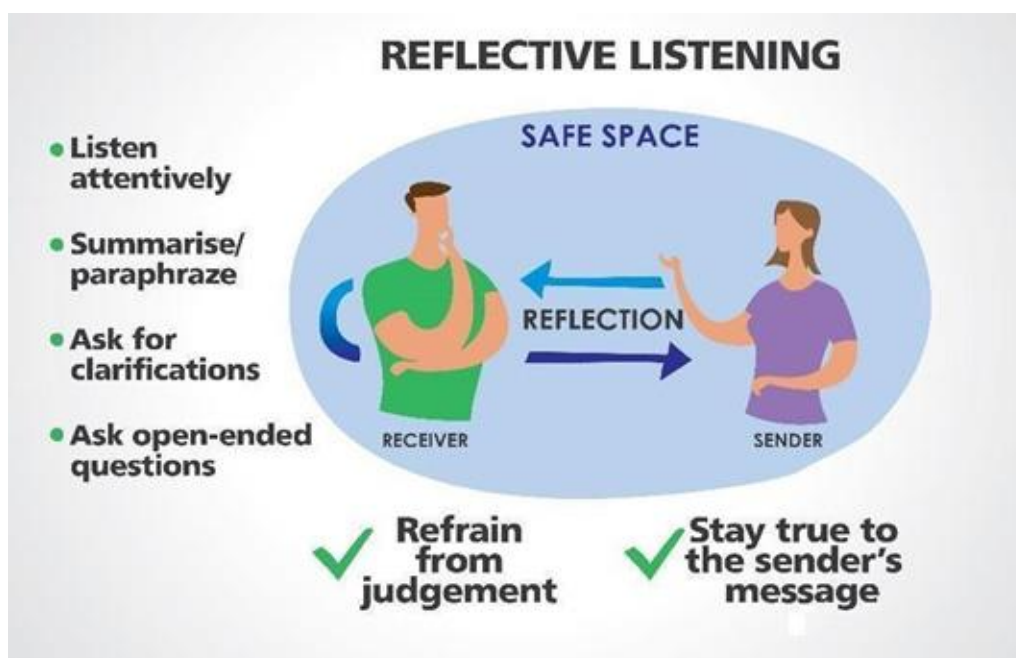 REFLECTIVE LISTENING
SAFE SPACE
• Listen
attentively
• Summarise/
paraphraze
• Ask for
clarifications
• Ask open-ended
questions
REFLECTION
RECEIVER
SENDER
Refrain
from
judgement
Stay true to
the sender's
message